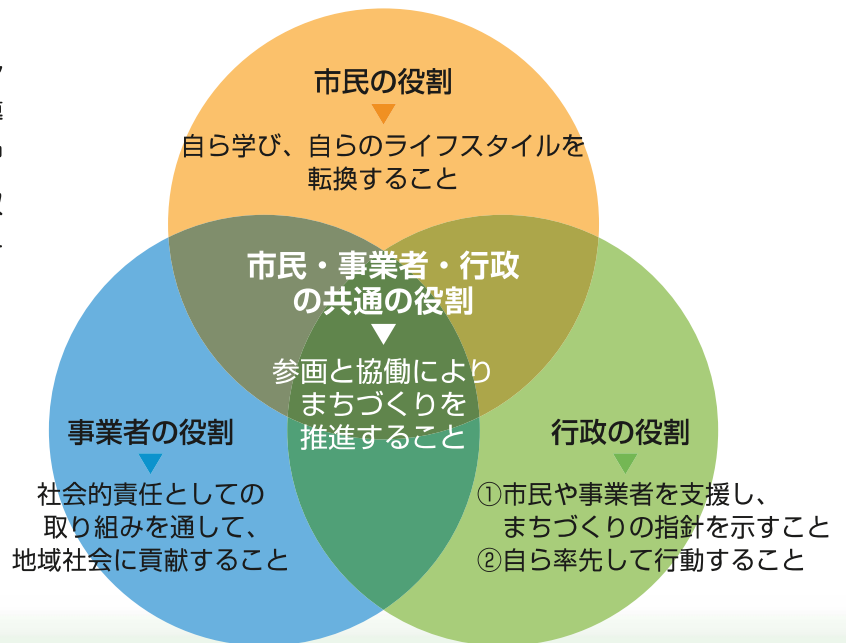 市民の役割
自ら学び、自らのライフスタイルを
転換すること
市民・事業者・行政
の共通の役割
参画と協働により
まちづくりを
推進すること
事業者の役割
社会的責任としての
取り組みを通して、
地域社会に貢献すること
行政の役割
①市民や事業者を支援し、
まちづくりの指針を示すこと
②自ら率先して行動すること